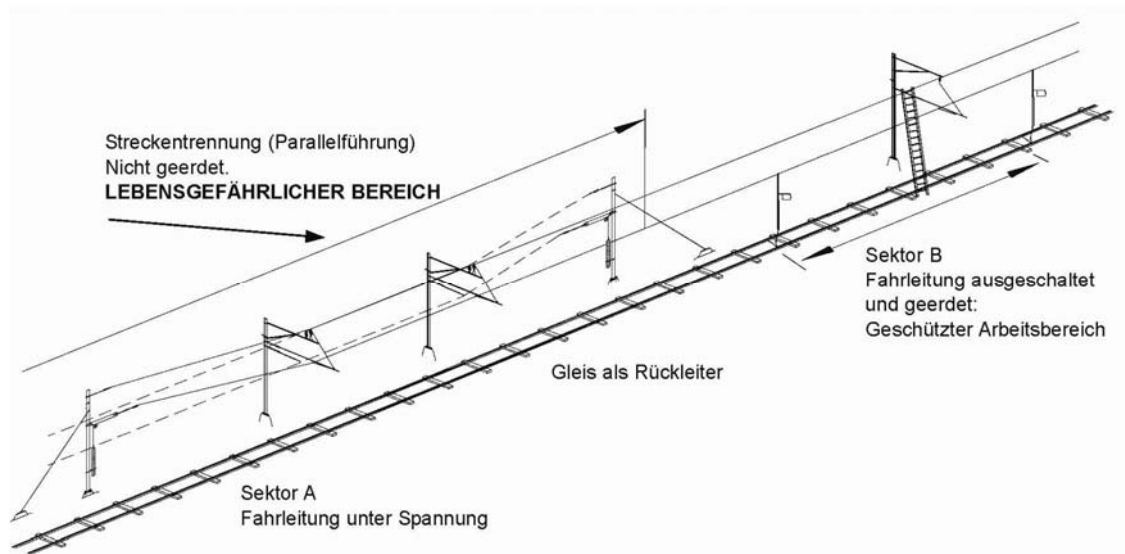 Streckentrennung (Parallelführung)
Nicht geerdet.
LEBENSGEFÄHRLICHER BEREICH
Sektor B
Fahrleitung ausgeschaltet
und geerdet:
Geschützter Arbeitsbereich
Gleis als Rückleiter
Sektor A
Fahrleitung unter Spannung